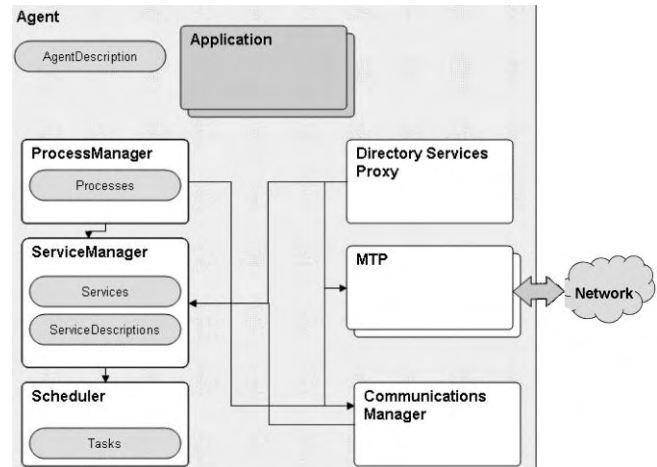 Agent
AgentDescription
Application
ProcessManager
Processes
Directory Services
Proxy
ServiceManager
Services
ServiceDescriptions
MTP
Network
Scheduler
Tasks
Communications
Manager